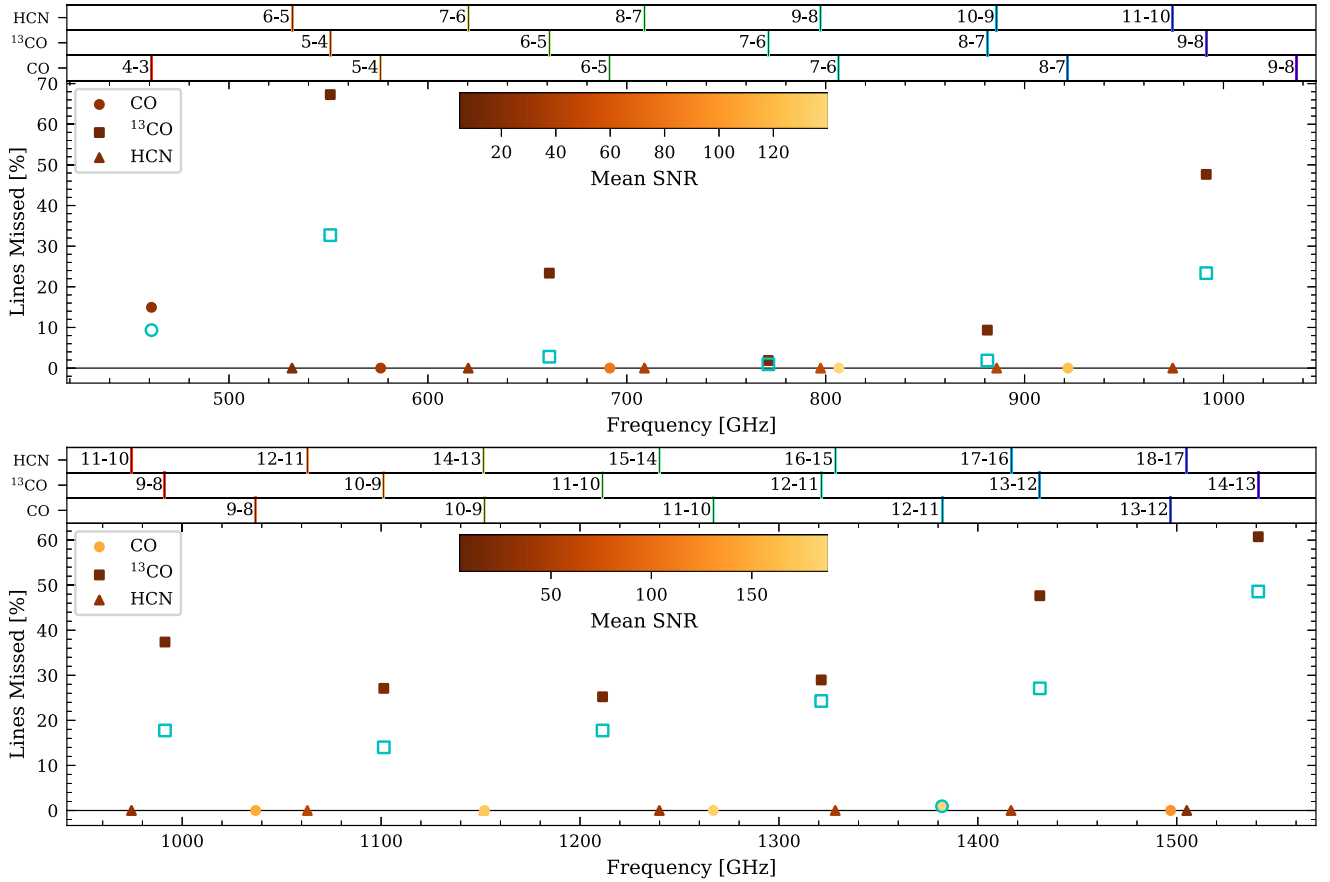 HCN 6-5 7-6 8-7 9-8 10-9 11-10
¹³CO 5-4 6-5 7-6 8-7 9-8
CO 4-3 5-4 6-5 7-6 8-7 9-8
70
60
50
40
30
20
10
0
Lines Missed [%]
CO
¹³CO
HCN
20 40 60 80 100 120
Mean SNR
500 600 700 800 900 1000
Frequency [GHz]
HCN 11-10 12-11 14-13 15-14 16-15 17-16 18-17
¹³CO 9-8 10-9 11-10 12-11 13-12 14-13
CO 9-8 10-9 11-10 12-11 13-12
60
50
40
30
20
10
0
Lines Missed [%]
CO
¹³CO
HCN
50 100 150
Mean SNR
1000 1100 1200 1300 1400 1500
Frequency [GHz]